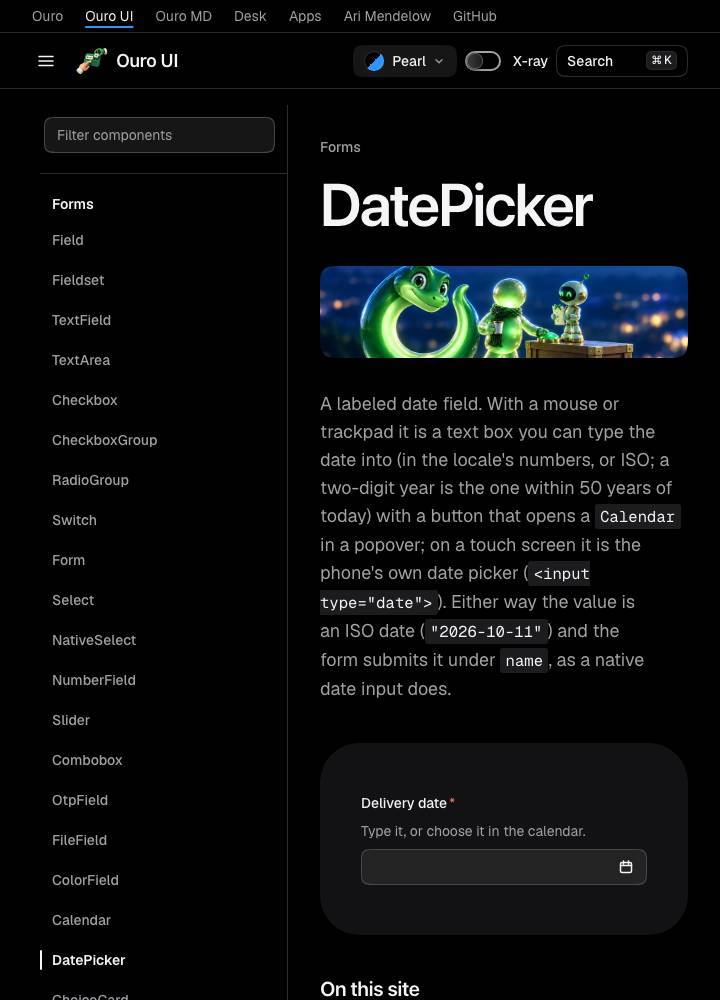 Ouro Ouro UI Ouro MD Desk Apps Ari Mendelow GitHub
Ouro UI Pearl X-ray Search ⌘ K
Filter components
Forms
Field
Fieldset
TextField
TextArea
Checkbox
CheckboxGroup
RadioGroup
Switch
Form
Select
NativeSelect
NumberField
Slider
Combobox
OtpField
FileField
ColorField
Calendar
DatePicker
ChoiceCard
Forms
DatePicker
A labeled date field. With a mouse or
trackpad it is a text box you can type the
date into (in the locale's numbers, or ISO; a
two-digit year is the one within 50 years of
today) with a button that opens a Calendar
in a popover; on a touch screen it is the
phone's own date picker (<input
type="date">). Either way the value is
an ISO date ("2026-10-11") and the
form submits it under name, as a native
date input does.
Delivery date *
Type it, or choose it in the calendar.
On this site